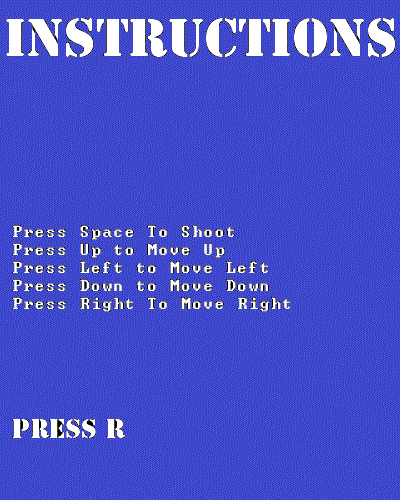 INSTRUCTIONS
Press Space To Shoot
Press Up to Move Up
Press Left to Move Left
Press Down to Move Down
Press Right To Move Right
PRESS R